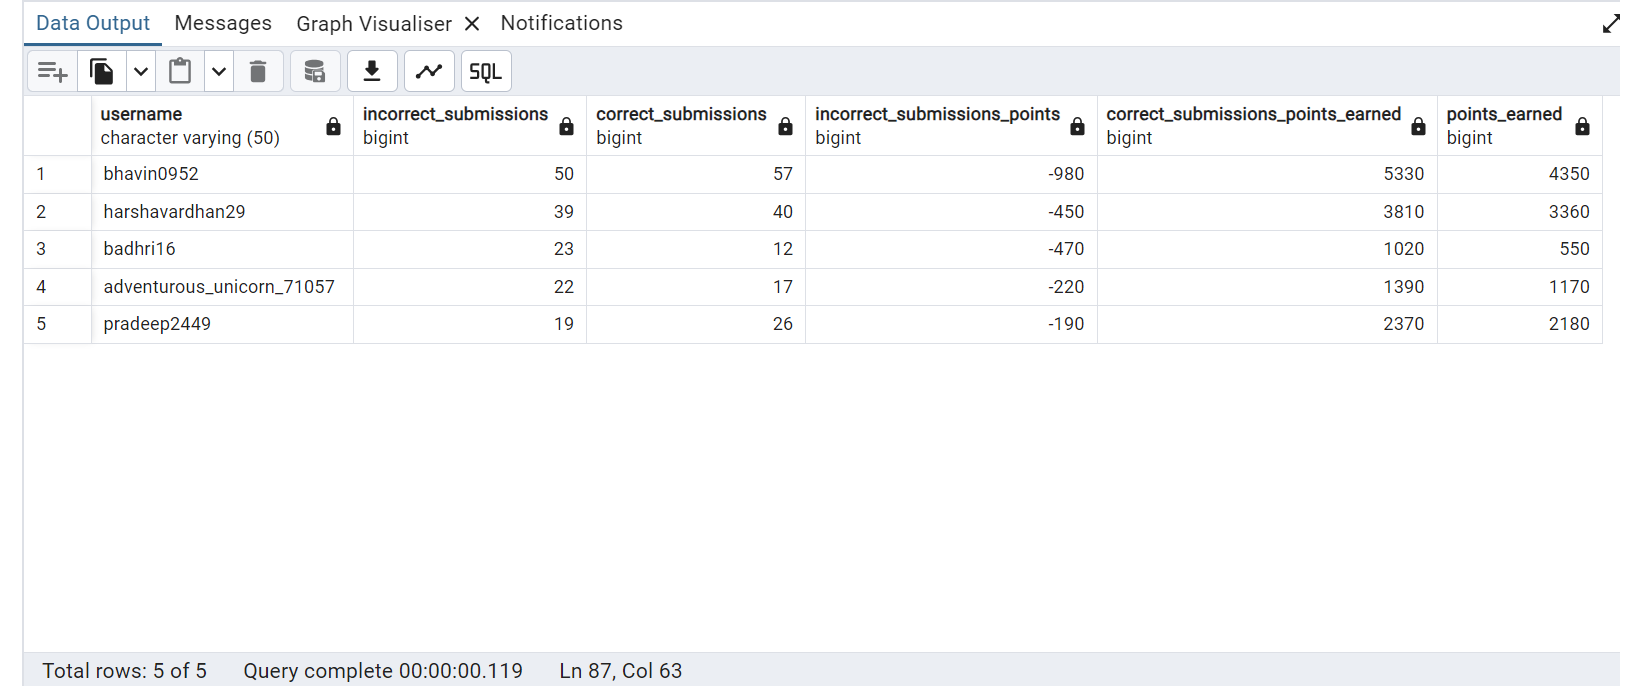 Data Output Messages Graph Visualiser Notifications
SQL
username incorrect_submissions correct_submissions incorrect_submissions_points correct_submissions_points_earned points_earned
character varying (50) bigint bigint bigint bigint bigint
1 bhavin0952 50 57 -980 5330 4350
2 harshavardhan29 39 40 -450 3810 3360
3 badhri16 23 12 -470 1020 550
4 adventurous_unicorn_71057 22 17 -220 1390 1170
5 pradeep2449 19 26 -190 2370 2180
Total rows: 5 of 5 Query complete 00:00:00.119 Ln 87, Col 63